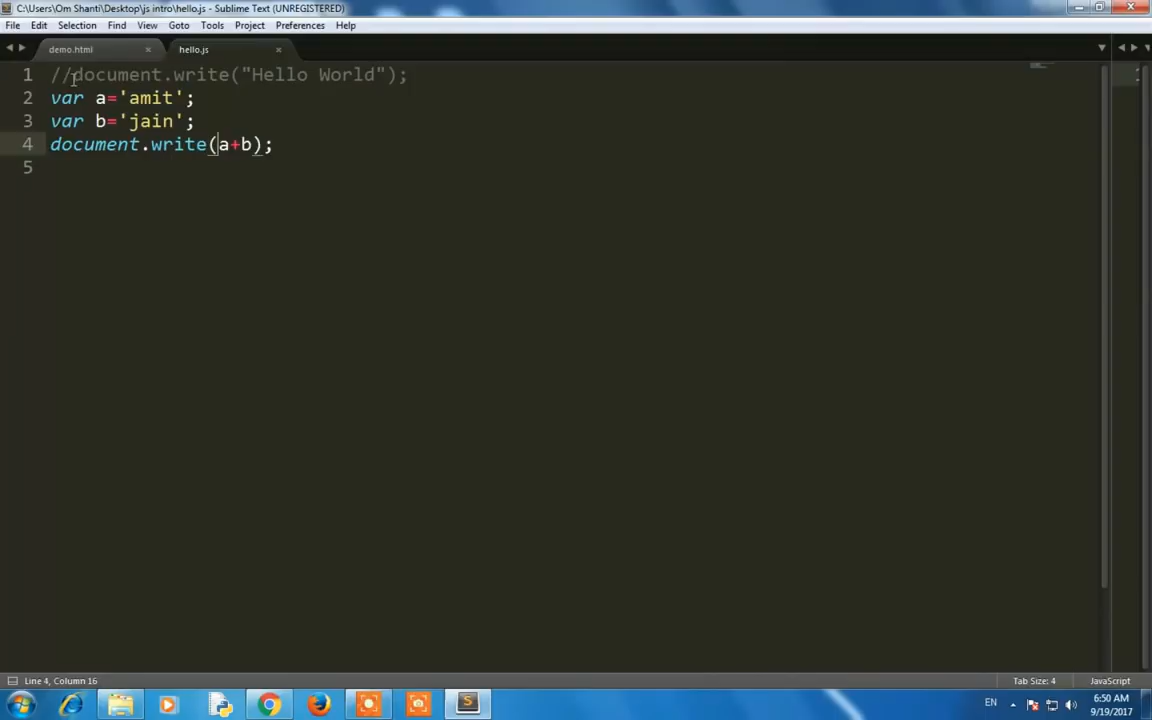 C:\Users\Om Shanti\Desktop\js intro\hello.js - Sublime Text (UNREGISTERED)
File Edit Selection Find View Goto Tools Project Preferences Help
demo.html hello.js
1 //document.write("Hello World");
2 var a='amit';
3 var b='jain';
4 document.write(a+b);
5
Line 4, Column 16 Tab Size: 4 JavaScript
EN 6:50 AM
9/19/2017